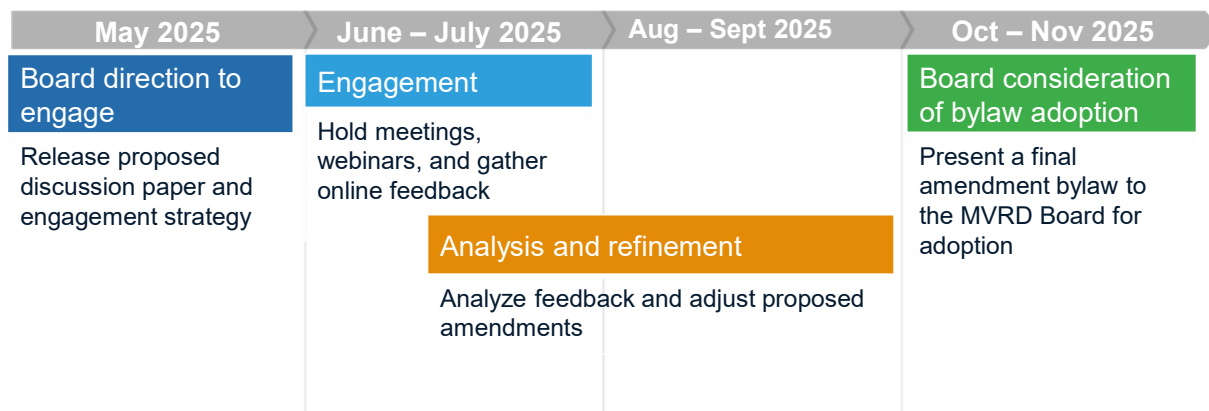 May 2025
June – July 2025
Aug – Sept 2025
Oct – Nov 2025
Board direction to
engage
Release proposed
discussion paper and
engagement strategy
Engagement
Hold meetings,
webinars, and gather
online feedback
Analysis and refinement
Analyze feedback and adjust proposed
amendments
Board consideration
of bylaw adoption
Present a final
amendment bylaw to
the MVRD Board for
adoption